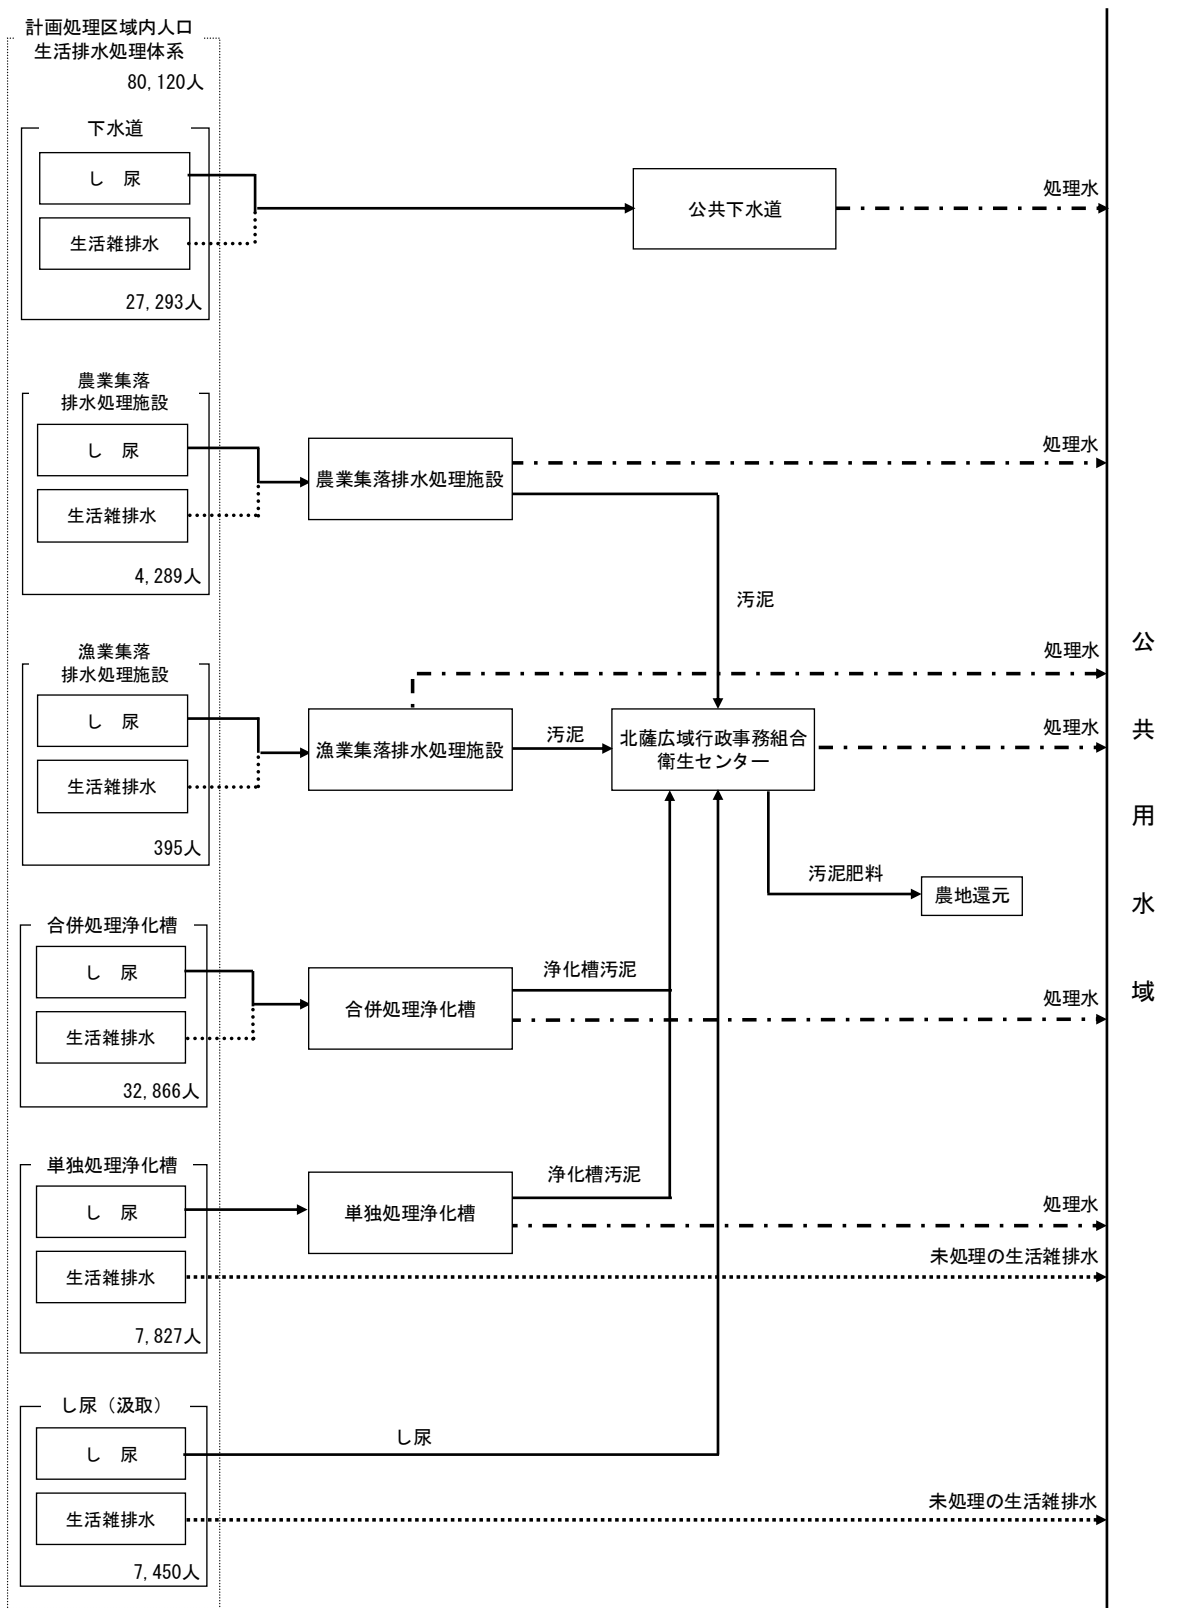 計画処理区域内人口
生活排水処理体系
80,120人
下水道
し　尿
生活雑排水
27,293人
公共下水道
処理水
農業集落
排水処理施設
し　尿
生活雑排水
4,289人
農業集落排水処理施設
処理水
汚泥
漁業集落
排水処理施設
し　尿
生活雑排水
395人
漁業集落排水処理施設
処理水
汚泥
北薩広域行政事務組合
衛生センター
処理水
汚泥肥料
農地還元
合併処理浄化槽
し　尿
生活雑排水
32,866人
合併処理浄化槽
浄化槽汚泥
処理水
単独処理浄化槽
し　尿
生活雑排水
7,827人
単独処理浄化槽
浄化槽汚泥
処理水
未処理の生活雑排水
し尿（汲取）
し　尿
生活雑排水
7,450人
し尿
未処理の生活雑排水
公共用水域